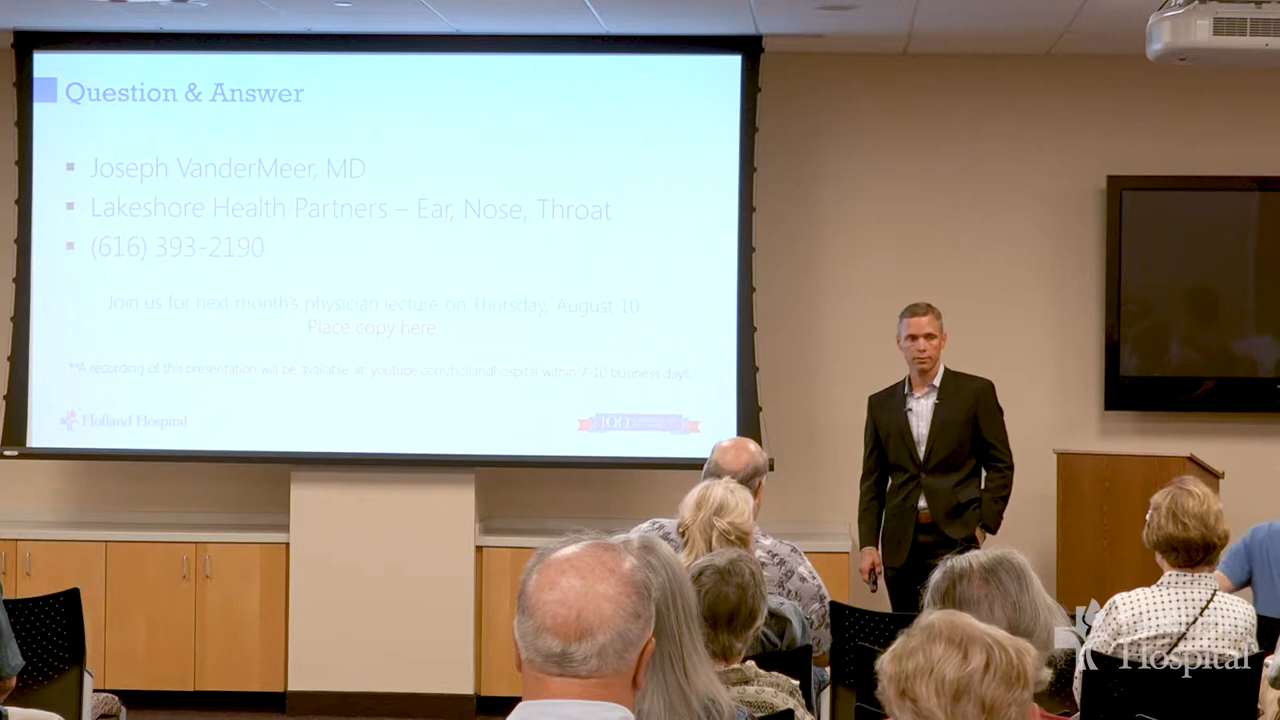 Question & Answer
Joseph VanderMeer, MD
Lakeshore Health Partners – Ear, Nose, Throat
(616) 393-2190
Join us for next month's physician lecture on Thursday, August 10
Place copy here.
**A recording of this presentation will be available at: youtube.com/hollandhospital within 7-10 business days
Holland Hospital
100
Hospital